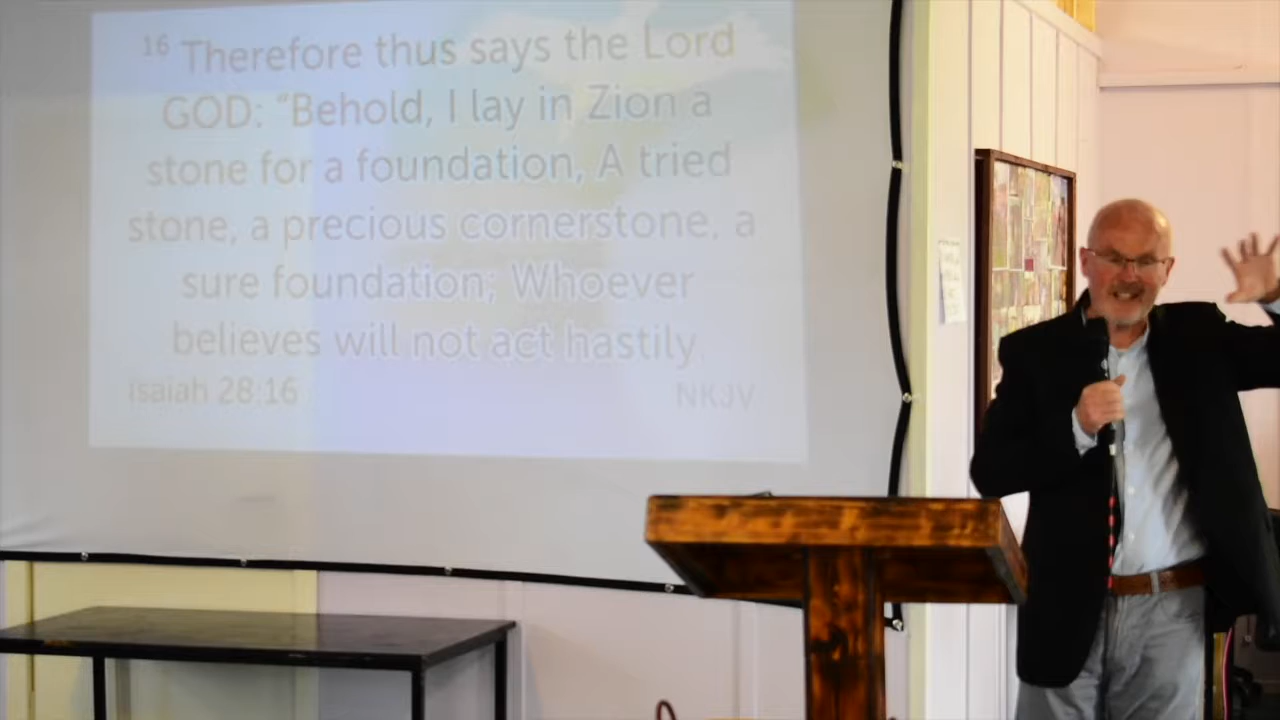 16 Therefore thus says the Lord
GOD: "Behold, I lay in Zion a
stone for a foundation, A tried
stone, a precious cornerstone, a
sure foundation; Whoever
believes will not act hastily.
Isaiah 28:16 NKJV